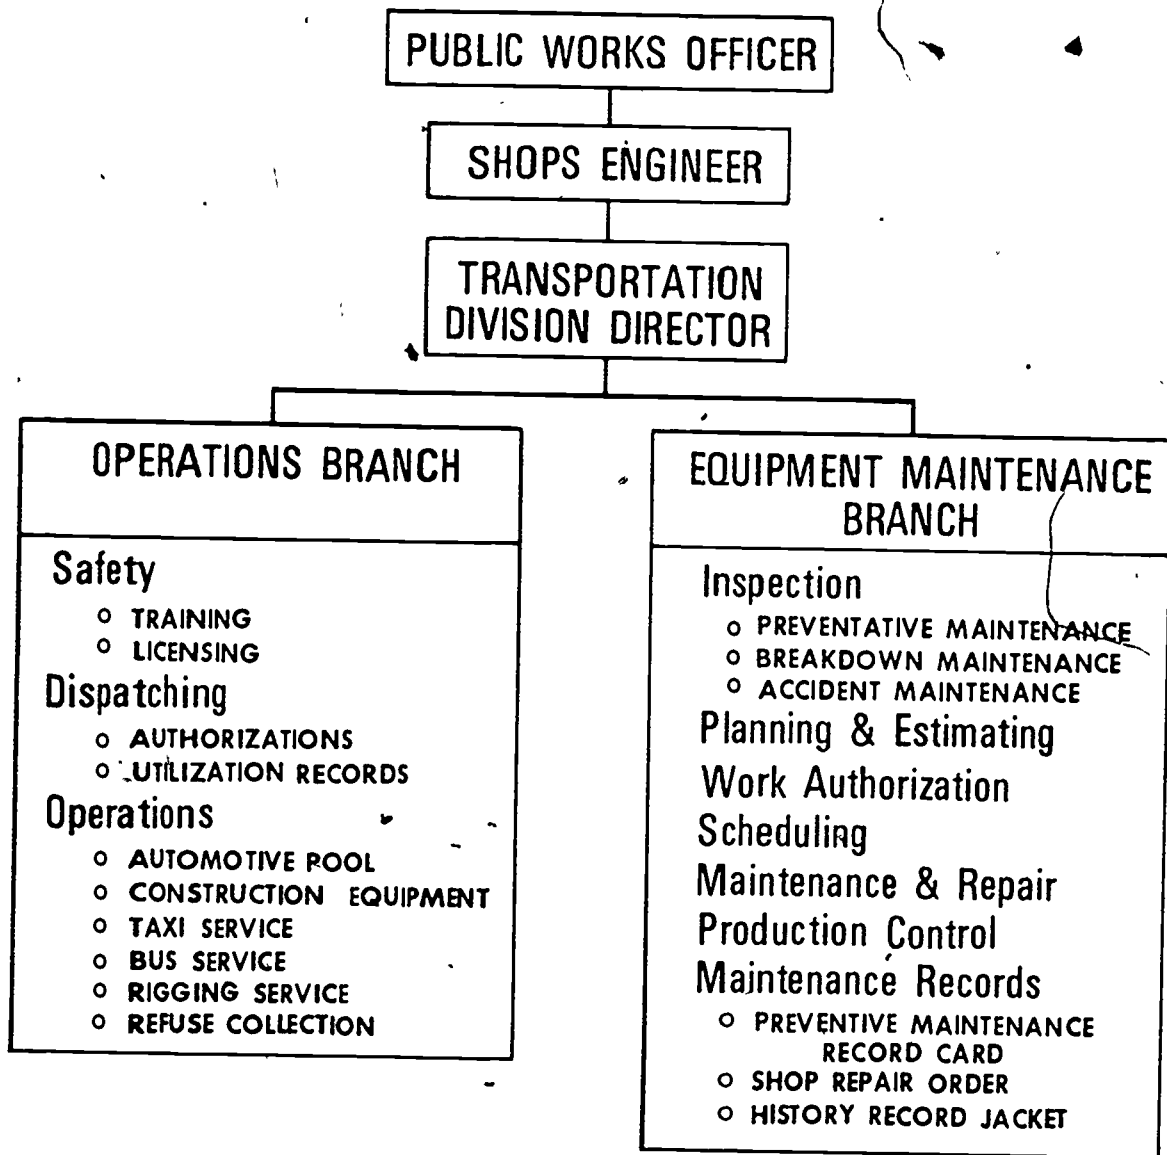 PUBLIC WORKS OFFICER
SHOPS ENGINEER
TRANSPORTATION
DIVISION DIRECTOR
OPERATIONS BRANCH
Safety
o TRAINING
o LICENSING
Dispatching
o AUTHORIZATIONS
o UTILIZATION RECORDS
Operations
o AUTOMOTIVE POOL
o CONSTRUCTION EQUIPMENT
o TAXI SERVICE
o BUS SERVICE
o RIGGING SERVICE
o REFUSE COLLECTION
EQUIPMENT MAINTENANCE
BRANCH
Inspection
o PREVENTATIVE MAINTENANCE
o BREAKDOWN MAINTENANCE
o ACCIDENT MAINTENANCE
Planning & Estimating
Work Authorization
Scheduling
Maintenance & Repair
Production Control
Maintenance Records
o PREVENTIVE MAINTENANCE
RECORD CARD
o SHOP REPAIR ORDER
o HISTORY RECORD JACKET